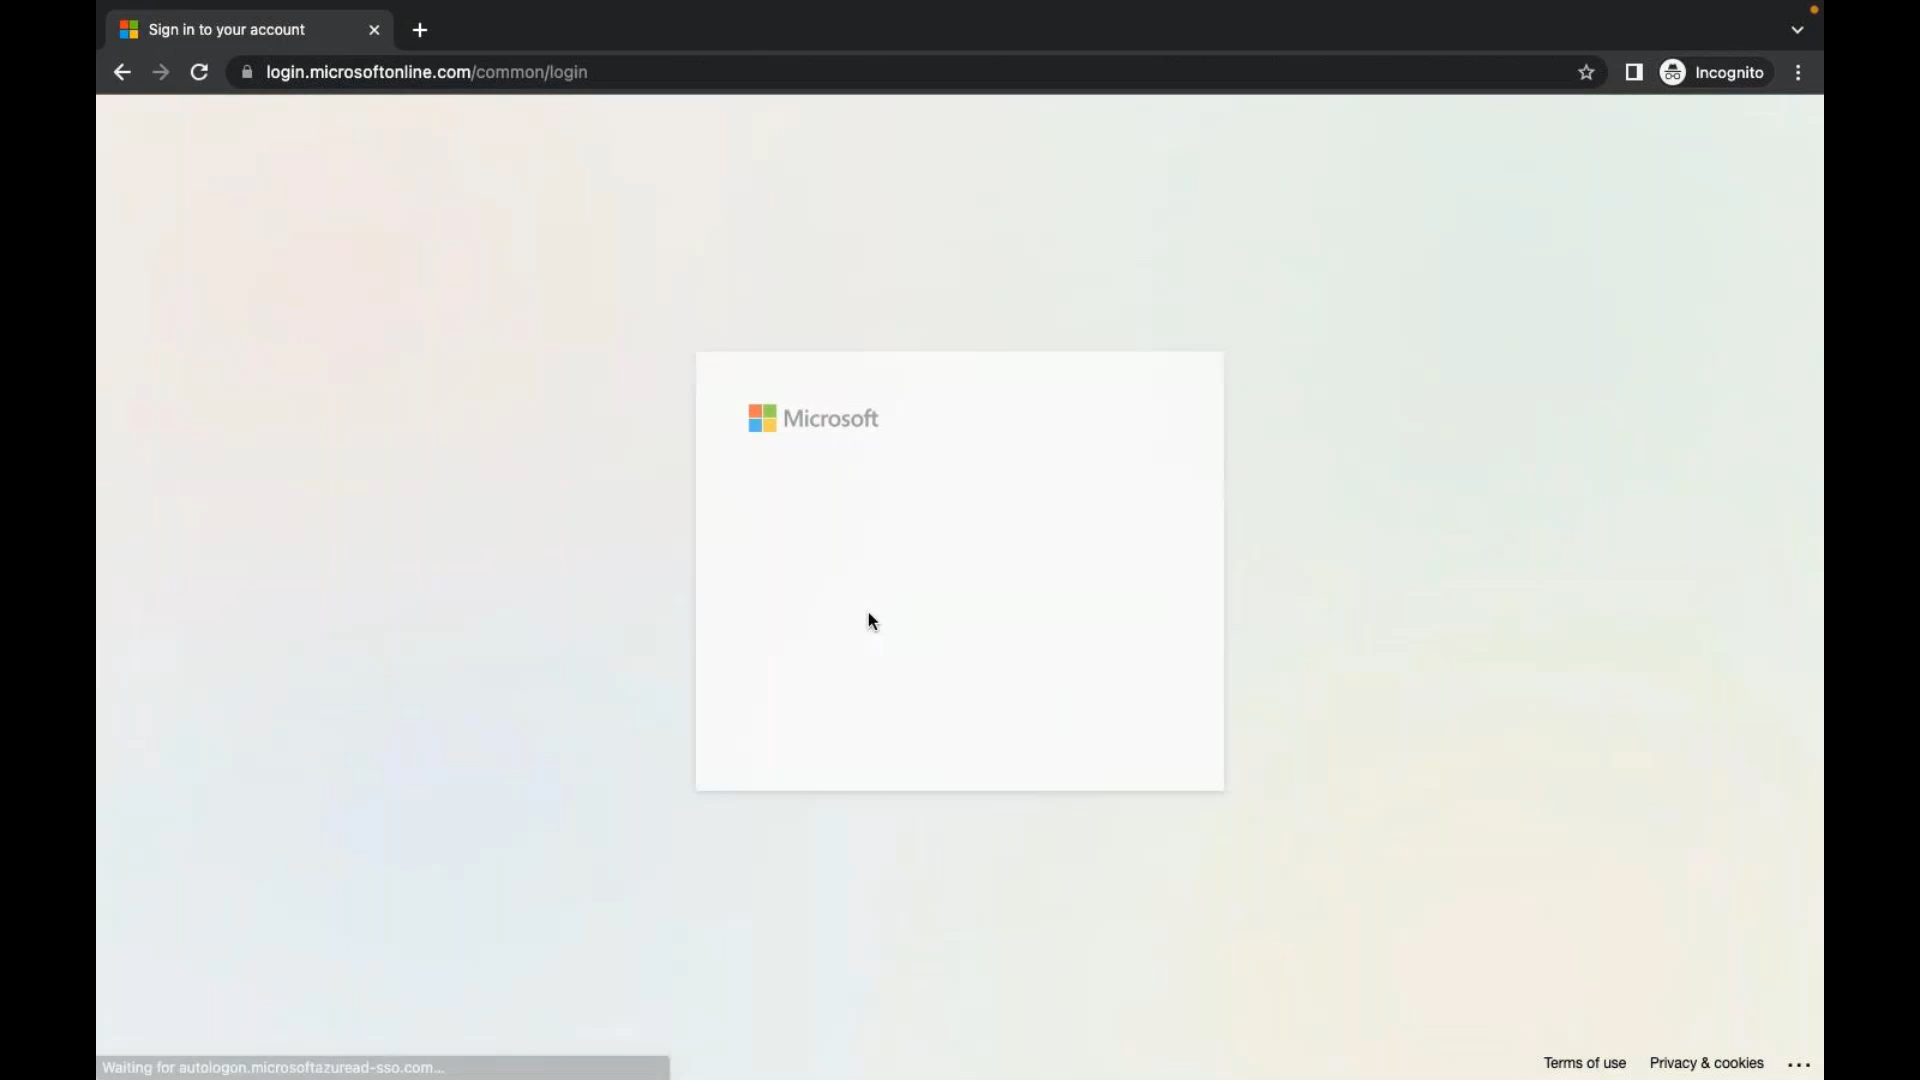 Sign in to your account
login.microsoftonline.com/common/login
Incognito
Microsoft
Waiting for autologon.microsoftazuread-sso.com...
Terms of use
Privacy & cookies